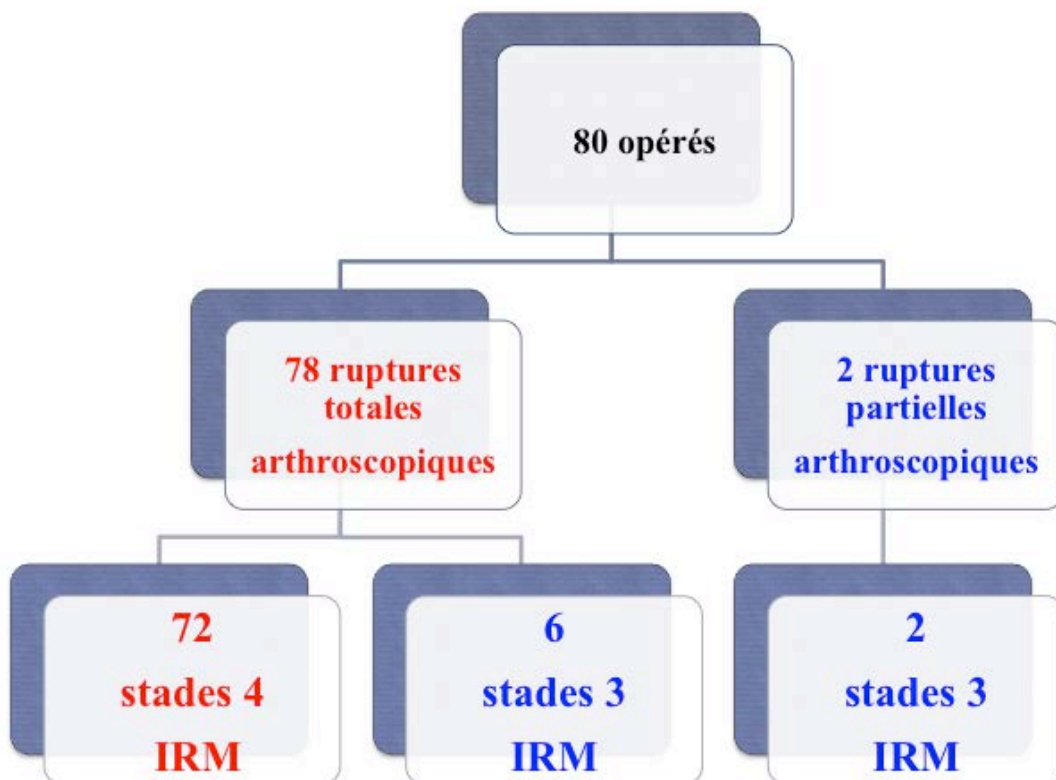 80 opérés
78 ruptures
totales
arthroscopiques
2 ruptures
partielles
arthroscopiques
72
stades 4
IRM
6
stades 3
IRM
2
stades 3
IRM